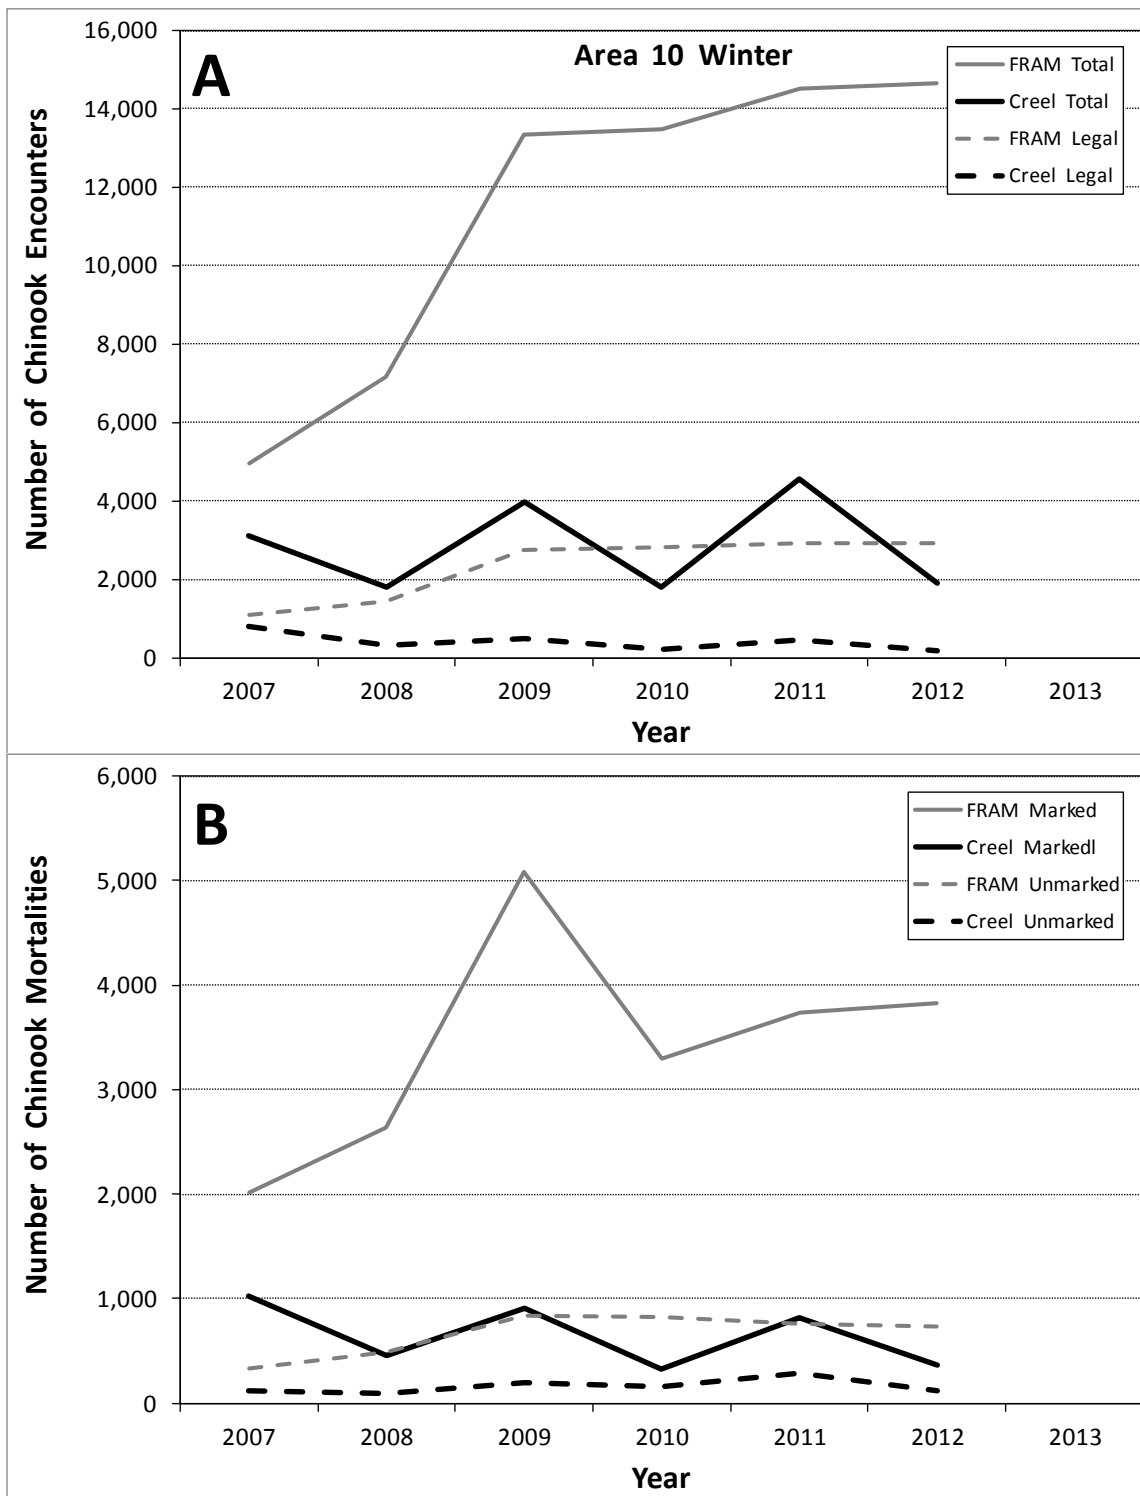 A
Area 10 Winter
FRAM Total
Creel Total
FRAM Legal
Creel Legal
Number of Chinook Encounters
16,000
14,000
12,000
10,000
8,000
6,000
4,000
2,000
0
2007 2008 2009 2010 2011 2012 2013
Year
B
FRAM Marked
Creel Markedl
FRAM Unmarked
Creel Unmarked
Number of Chinook Mortalities
6,000
5,000
4,000
3,000
2,000
1,000
0
2007 2008 2009 2010 2011 2012 2013
Year